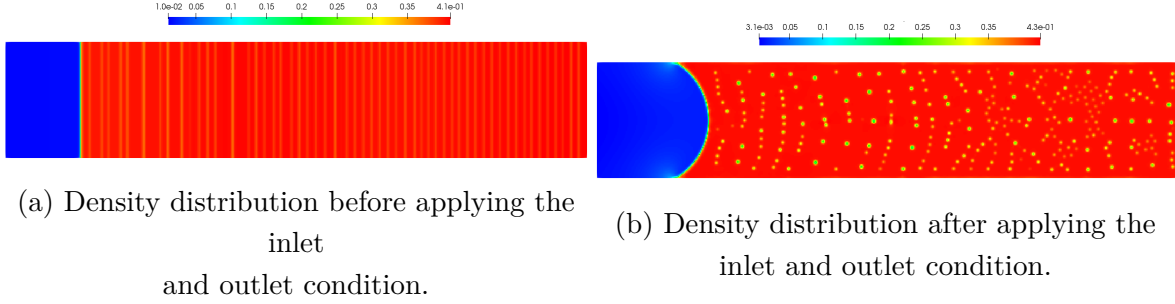 1.0e-02 0.05 0.1 0.15 0.2 0.25 0.3 0.35 4.1e-01
3.1e-03 0.05 0.1 0.15 0.2 0.25 0.3 0.35 4.3e-01
(a) Density distribution before applying the
inlet
and outlet condition.
(b) Density distribution after applying the
inlet and outlet condition.